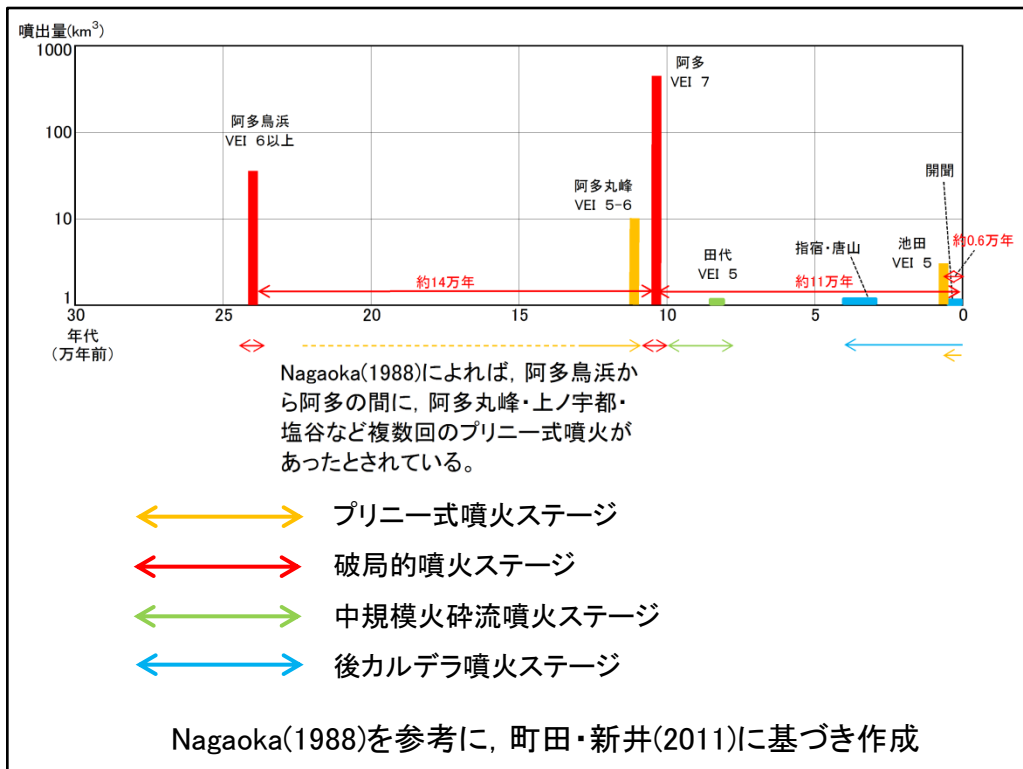 噴出量(km³)
1000
100
10
1
阿多鳥浜
VEI 6以上
阿多丸峰
VEI 5-6
阿多
VEI 7
田代
VEI 5
指宿・唐山
池田
VEI 5
開聞
約0.6万年
約14万年
約11万年
30
25
20
15
10
5
0
年代
(万年前)
Nagaoka(1988)によれば，阿多鳥浜か
ら阿多の間に，阿多丸峰・上ノ宇都・
塩谷など複数回のプリニー式噴火が
あったとされている。
プリニー式噴火ステージ
破局的噴火ステージ
中規模火砕流噴火ステージ
後カルデラ噴火ステージ
Nagaoka(1988)を参考に，町田・新井(2011)に基づき作成